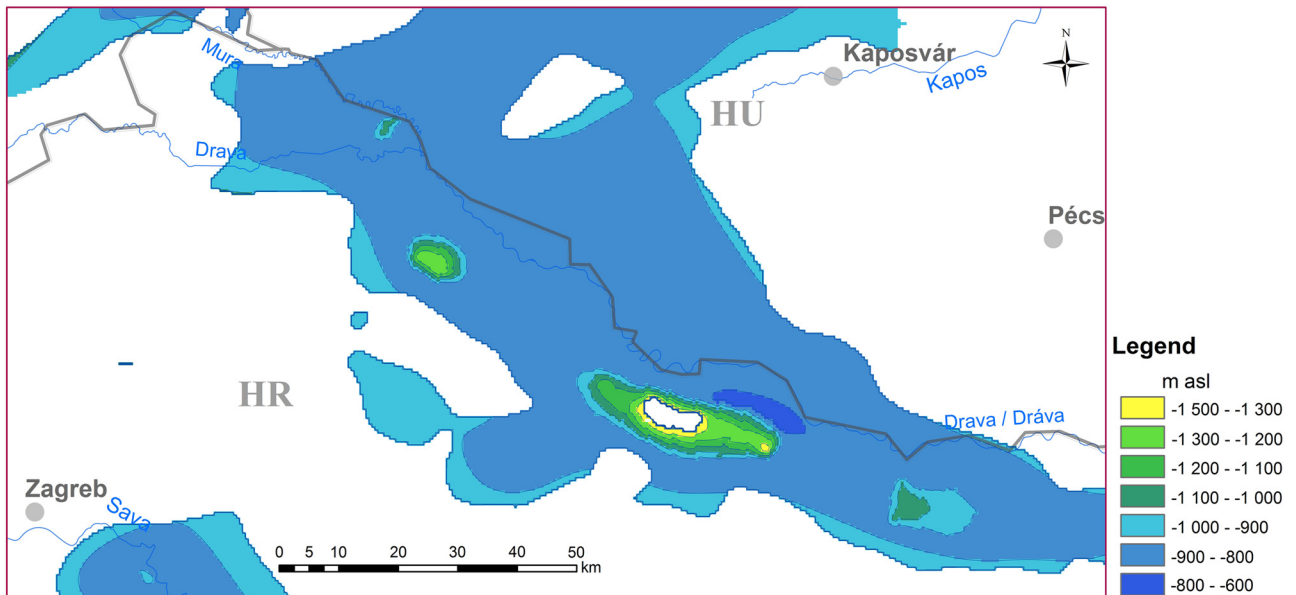 N
Mura
Kaposvár
Kapos
HU
Drava
Pécs
HR
Legend
m asl
-1 500 - -1 300
-1 300 - -1 200
-1 200 - -1 100
-1 100 - -1 000
-1 000 - -900
-900 - -800
-800 - -600
Drava / Dráva
Zagreb
Sava
0 5 10 20 30 40 50
km